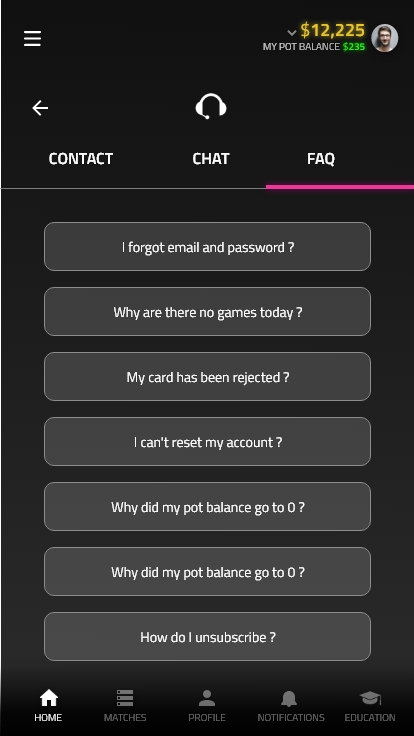 $12,225
MY POT BALANCE $235
CONTACT CHAT FAQ
I forgot email and password ?
Why are there no games today ?
My card has been rejected ?
I can't reset my account ?
Why did my pot balance go to 0 ?
Why did my pot balance go to 0 ?
How do I unsubscribe ?
HOME MATCHES PROFILE NOTIFICATIONS EDUCATION